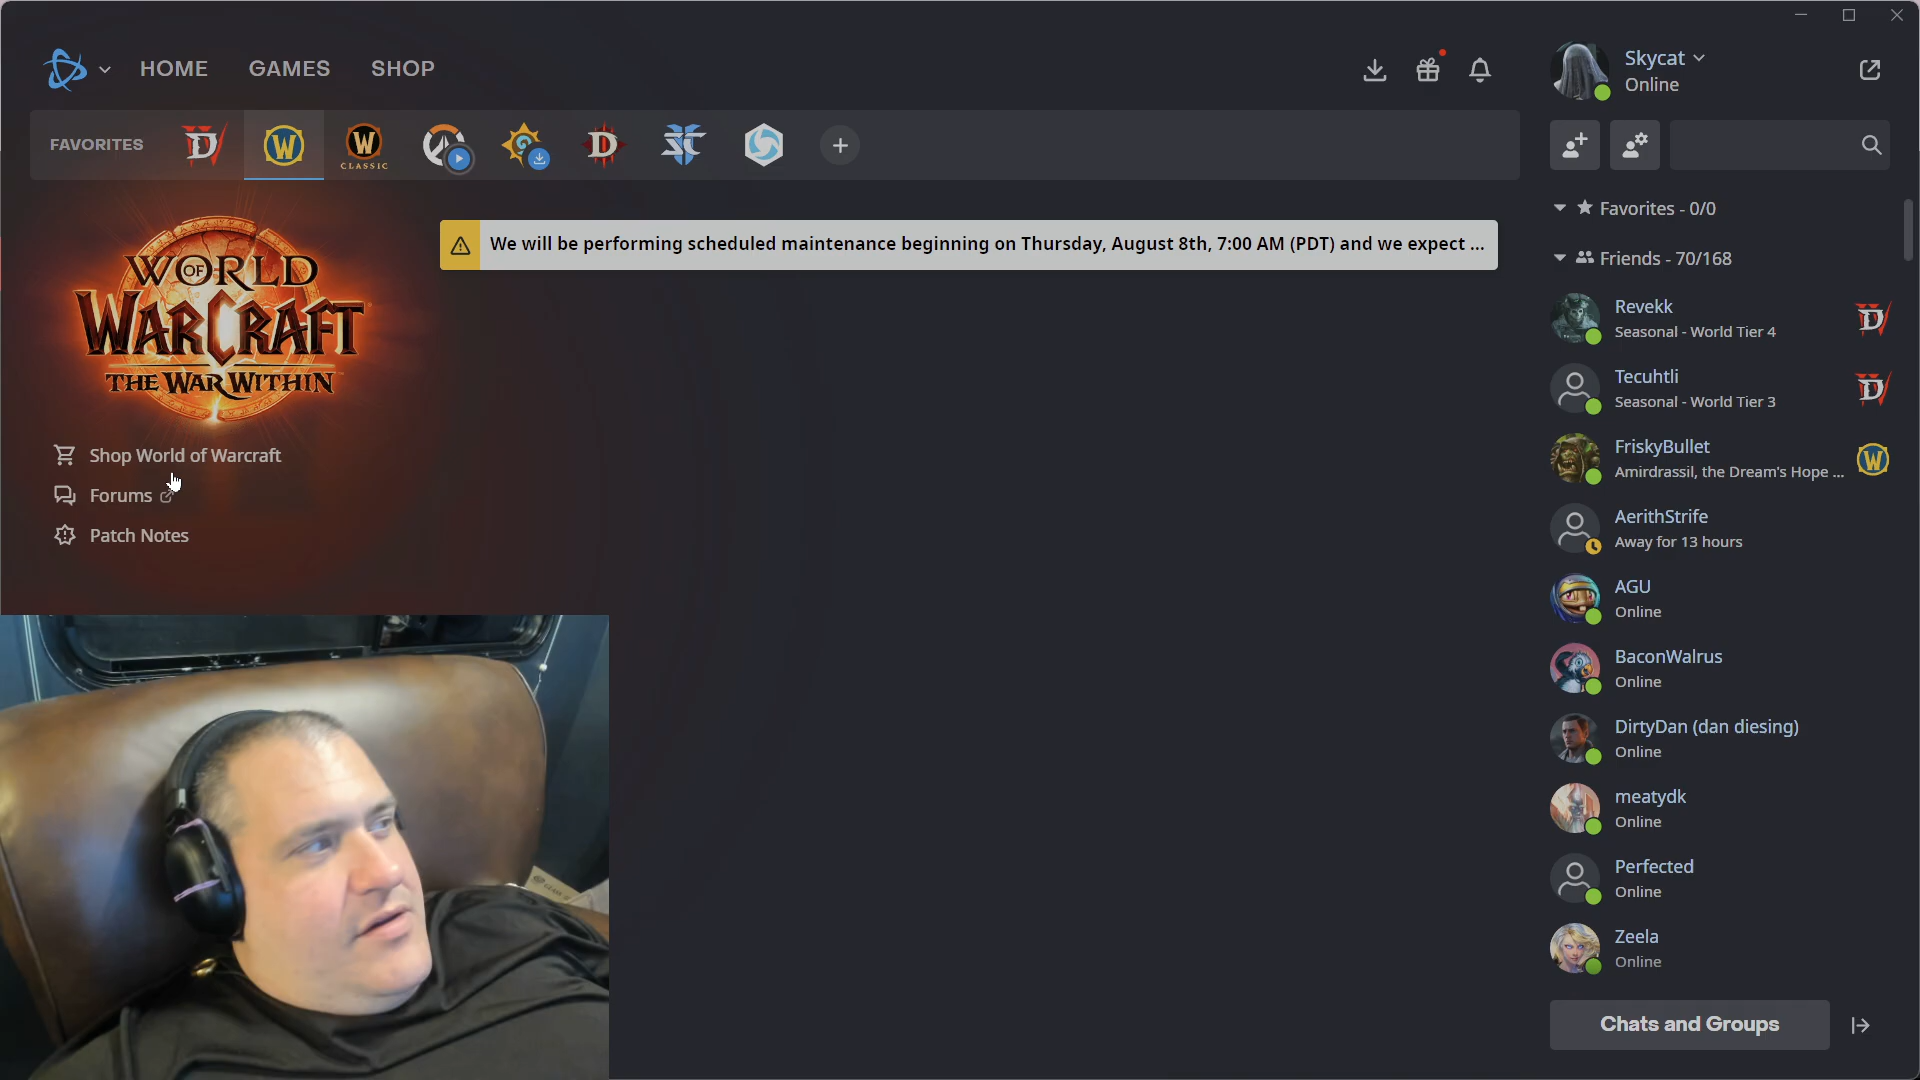 HOME GAMES SHOP
Skycat
Online
FAVORITES
CLASSIC
WORLD OF WARCRAFT
THE WAR WITHIN
We will be performing scheduled maintenance beginning on Thursday, August 8th, 7:00 AM (PDT) and we expect ...
Shop World of Warcraft
Forums
Patch Notes
Favorites - 0/0
Friends - 70/168
Revekk
Seasonal - World Tier 4
Tecuhtli
Seasonal - World Tier 3
FriskyBullet
Amirdrassil, the Dream's Hope ...
AerithStrife
Away for 13 hours
AGU
Online
BaconWalrus
Online
DirtyDan (dan diesing)
Online
meatydk
Online
Perfected
Online
Zeela
Online
Chats and Groups